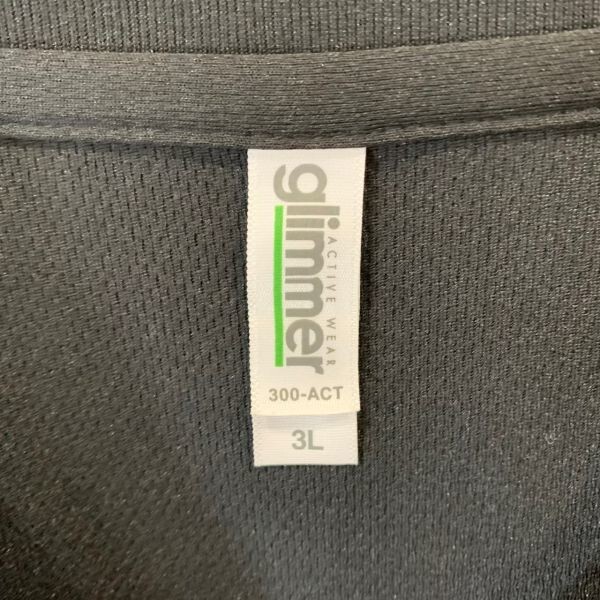 glimmer
ACTIVE WEAR
300-ACT
3L